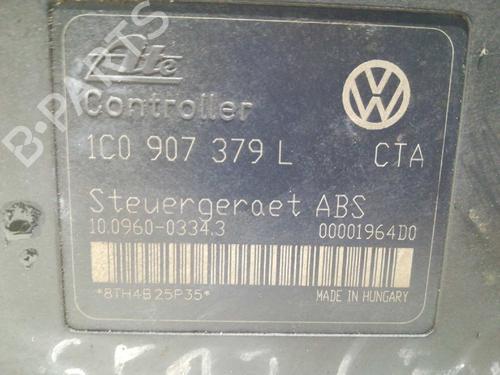 Ate
Controller
1C0 907 379 L CTA
Steuergeraet ABS
10.0960-0334.3 00001964D0
*8TH4B25P35*
MADE IN HUNGARY
B-PARTS